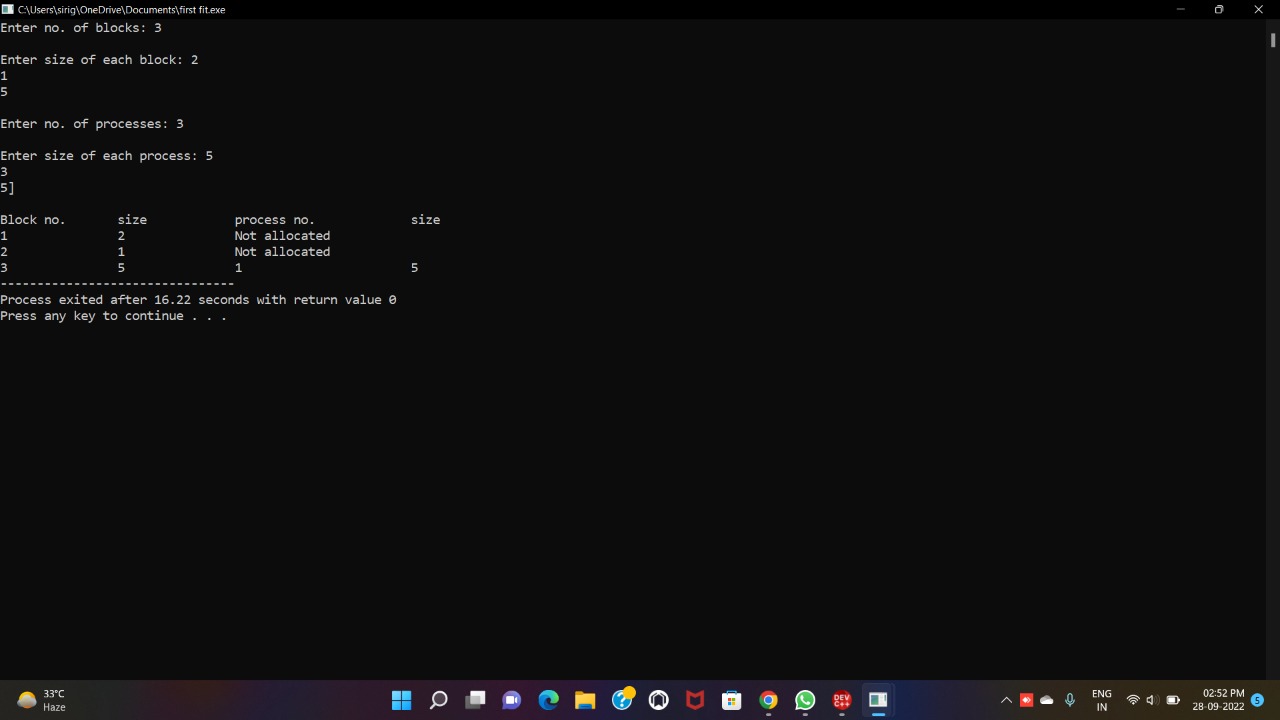 C:\Users\sirig\OneDrive\Documents\first fit.exe
Enter no. of blocks: 3
Enter size of each block: 2
1
5
Enter no. of processes: 3
Enter size of each process: 5
3
5]
Block no. size process no. size
1 2 Not allocated
2 1 Not allocated
3 5 1 5
--------------------------------
Process exited after 16.22 seconds with return value 0
Press any key to continue . . .
33°C
Haze
DEV
C++
ENG
IN
02:52 PM
28-09-2022
5